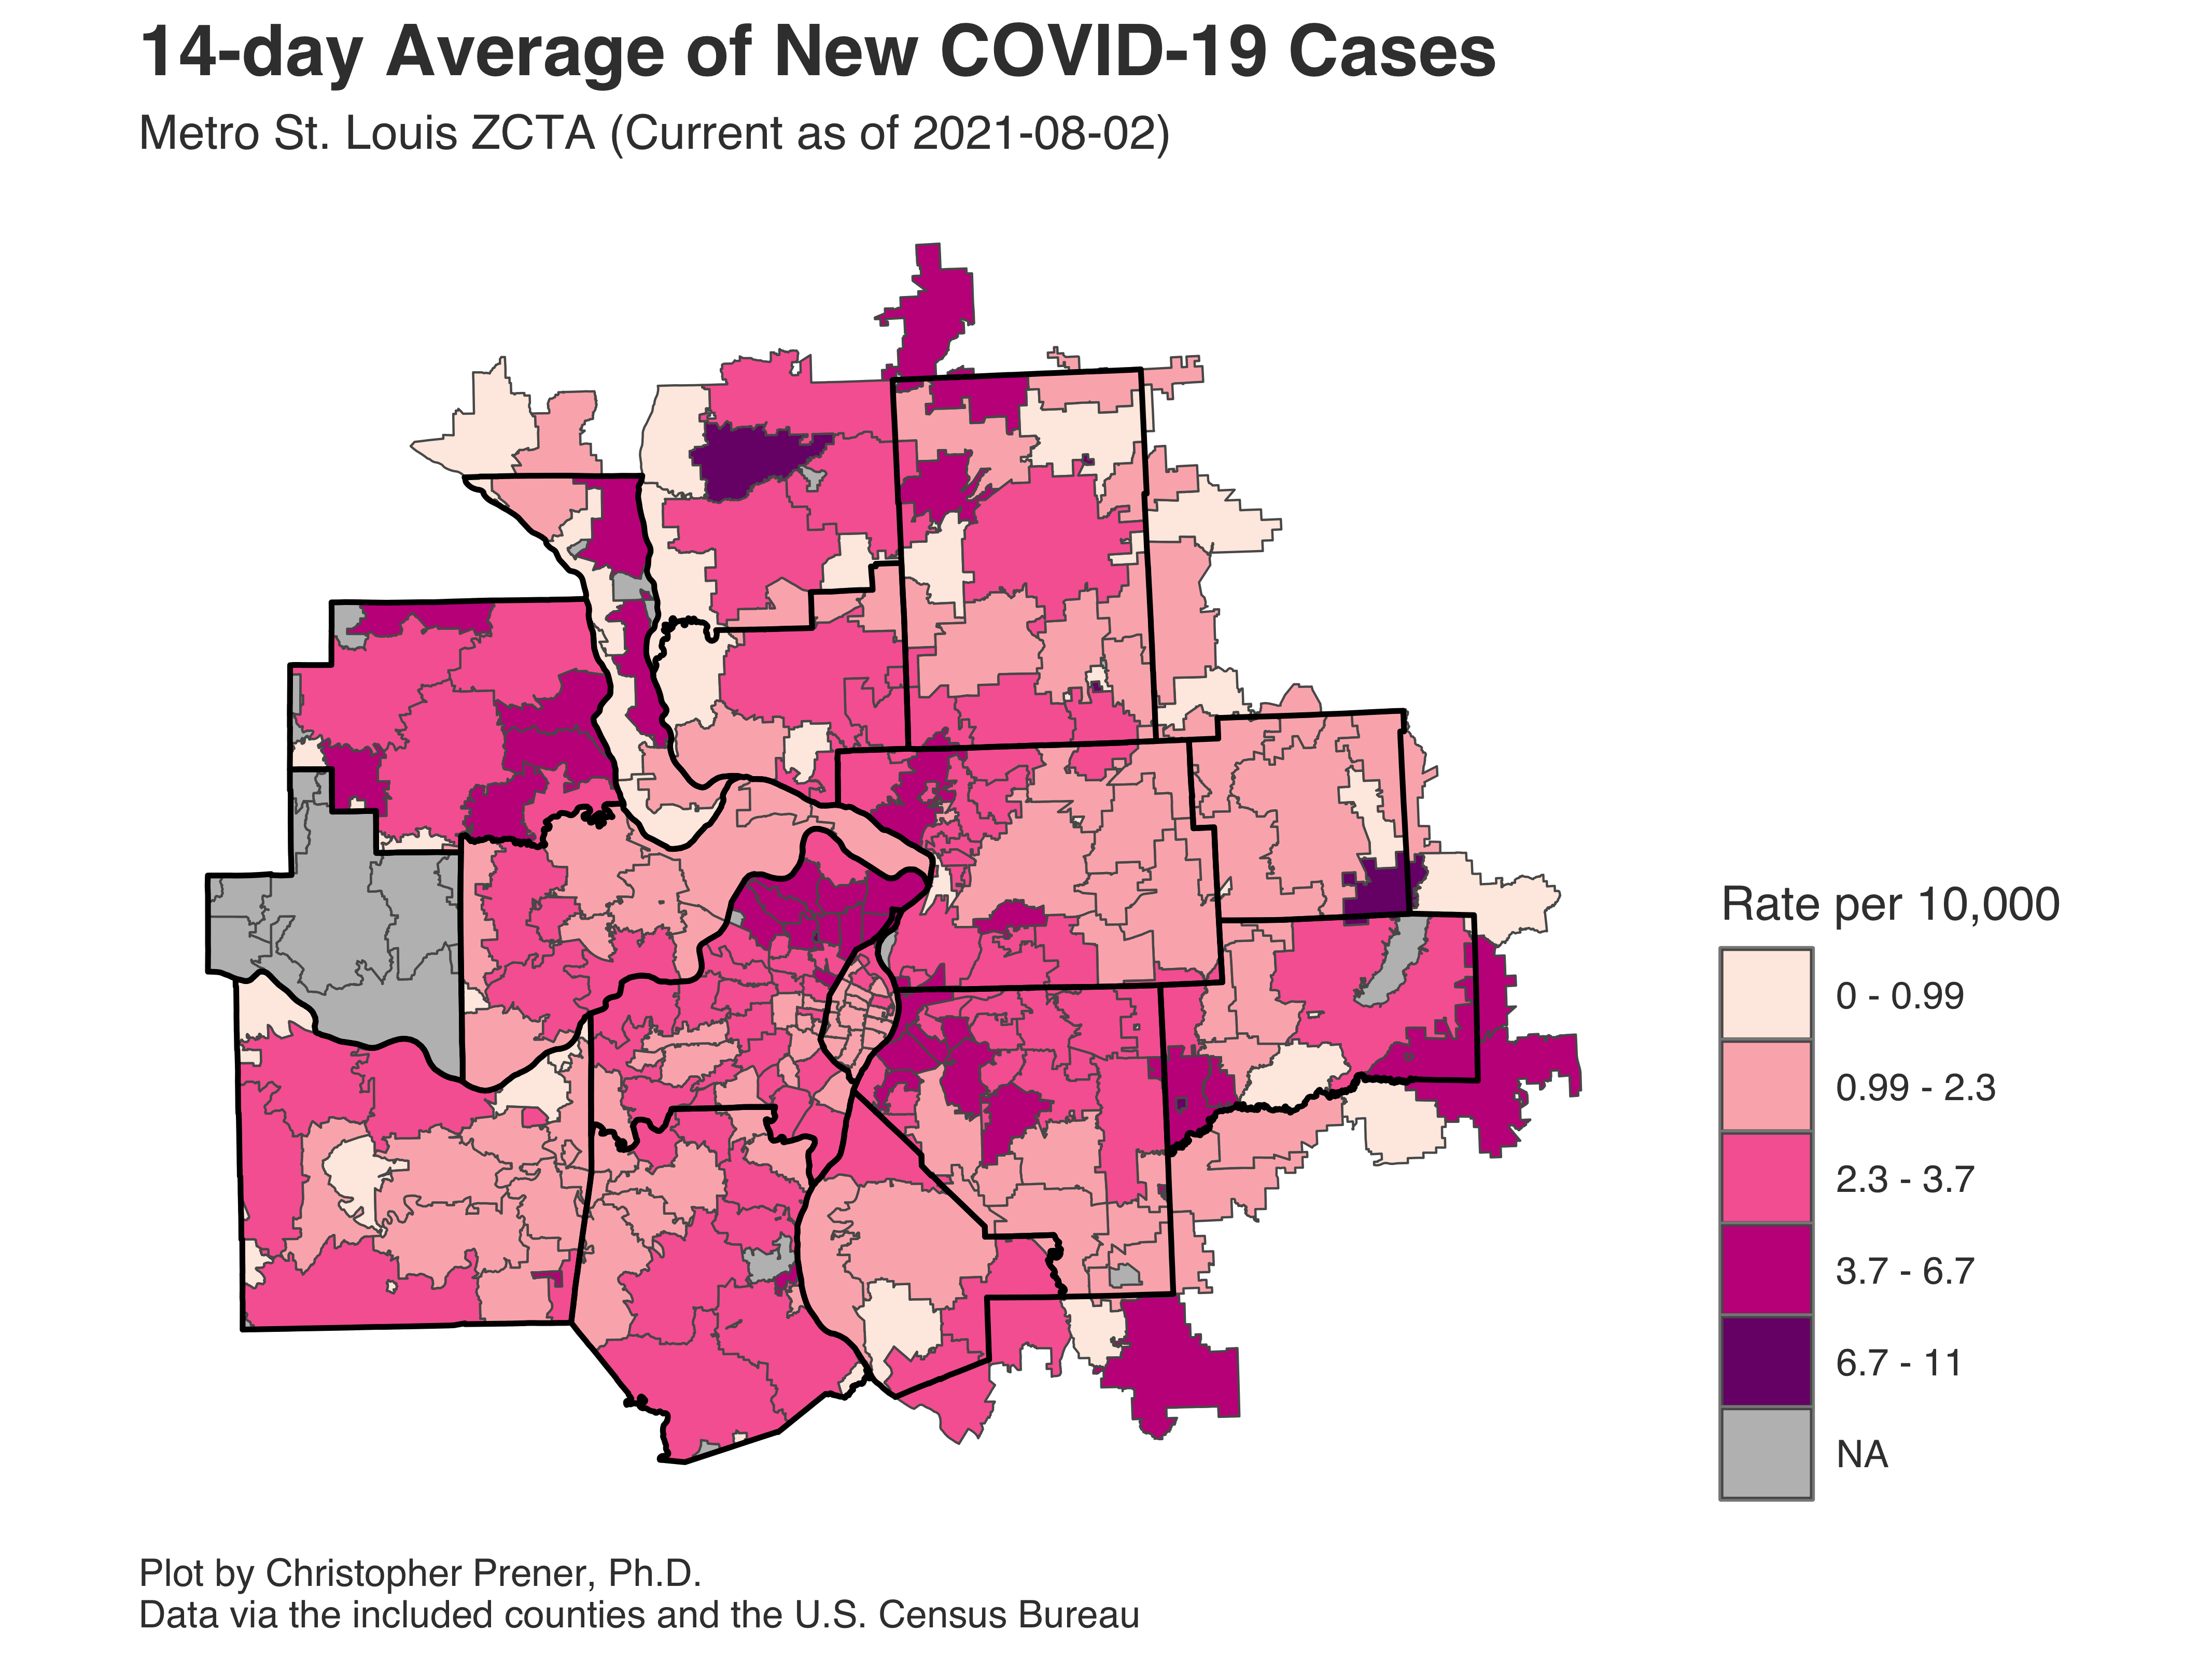 14-day Average of New COVID-19 Cases
Metro St. Louis ZCTA (Current as of 2021-08-02)
Rate per 10,000
0 - 0.99
0.99 - 2.3
2.3 - 3.7
3.7 - 6.7
6.7 - 11
NA
Plot by Christopher Prener, Ph.D.
Data via the included counties and the U.S. Census Bureau